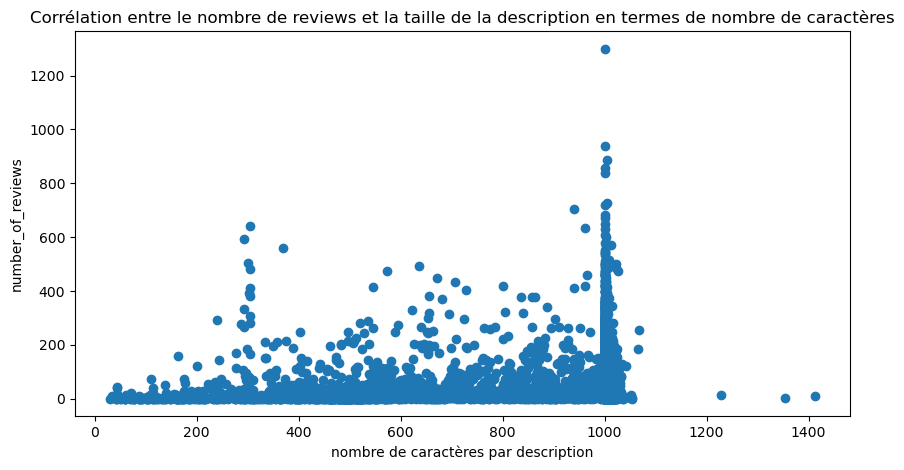 Corrélation entre le nombre de reviews et la taille de la description en termes de nombre de caractères
number_of_reviews
1200
1000
800
600
400
200
0
0 200 400 600 800 1000 1200 1400
nombre de caractères par description